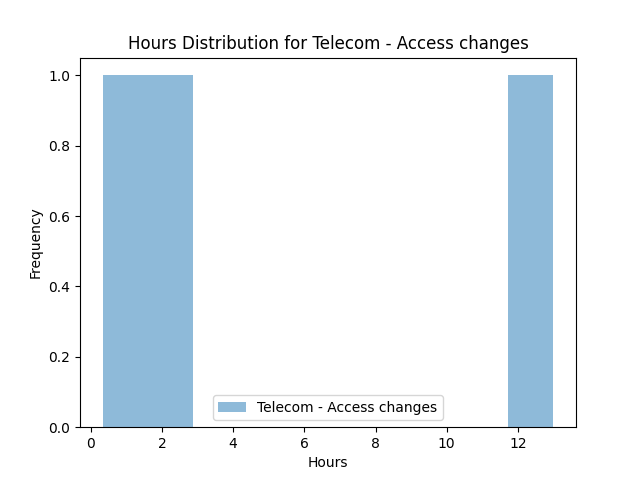 Hours Distribution for Telecom - Access changes
1.0
0.8
0.6
0.4
0.2
0.0
Frequency
Telecom - Access changes
0 2 4 6 8 10 12
Hours